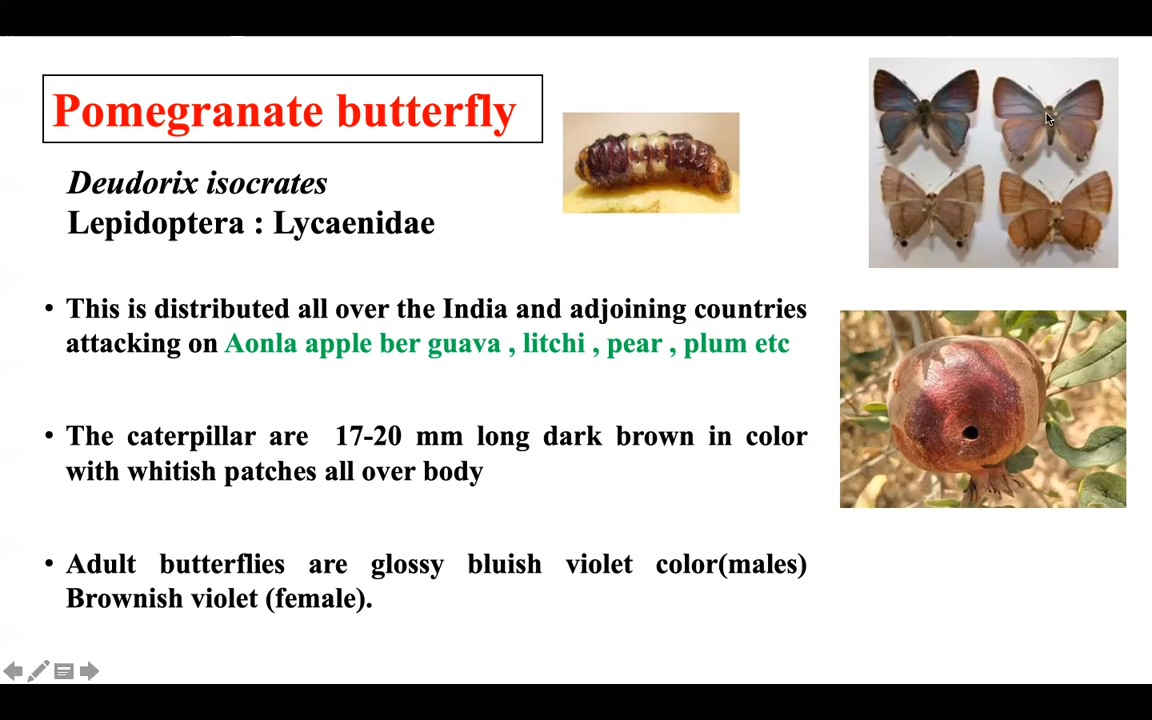 Pomegranate butterfly
Deudorix isocrates
Lepidoptera : Lycaenidae
• This is distributed all over the India and adjoining countries
attacking on Aonla apple ber guava , litchi , pear , plum etc
• The caterpillar are 17-20 mm long dark brown in color
with whitish patches all over body
• Adult butterflies are glossy bluish violet color(males)
Brownish violet (female).